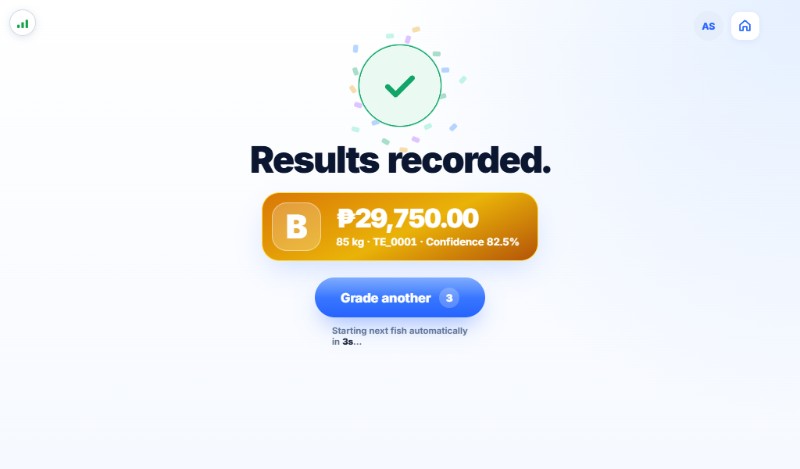 AS
Results recorded.
B
₱29,750.00
85 kg · TE_0001 · Confidence 82.5%
Grade another 3
Starting next fish automatically
in 3s...